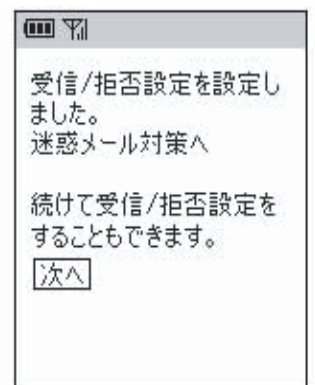 受信/拒否設定を設定し
ました。
迷惑メール対策へ
続けて受信/拒否設定を
することもできます。
次へ